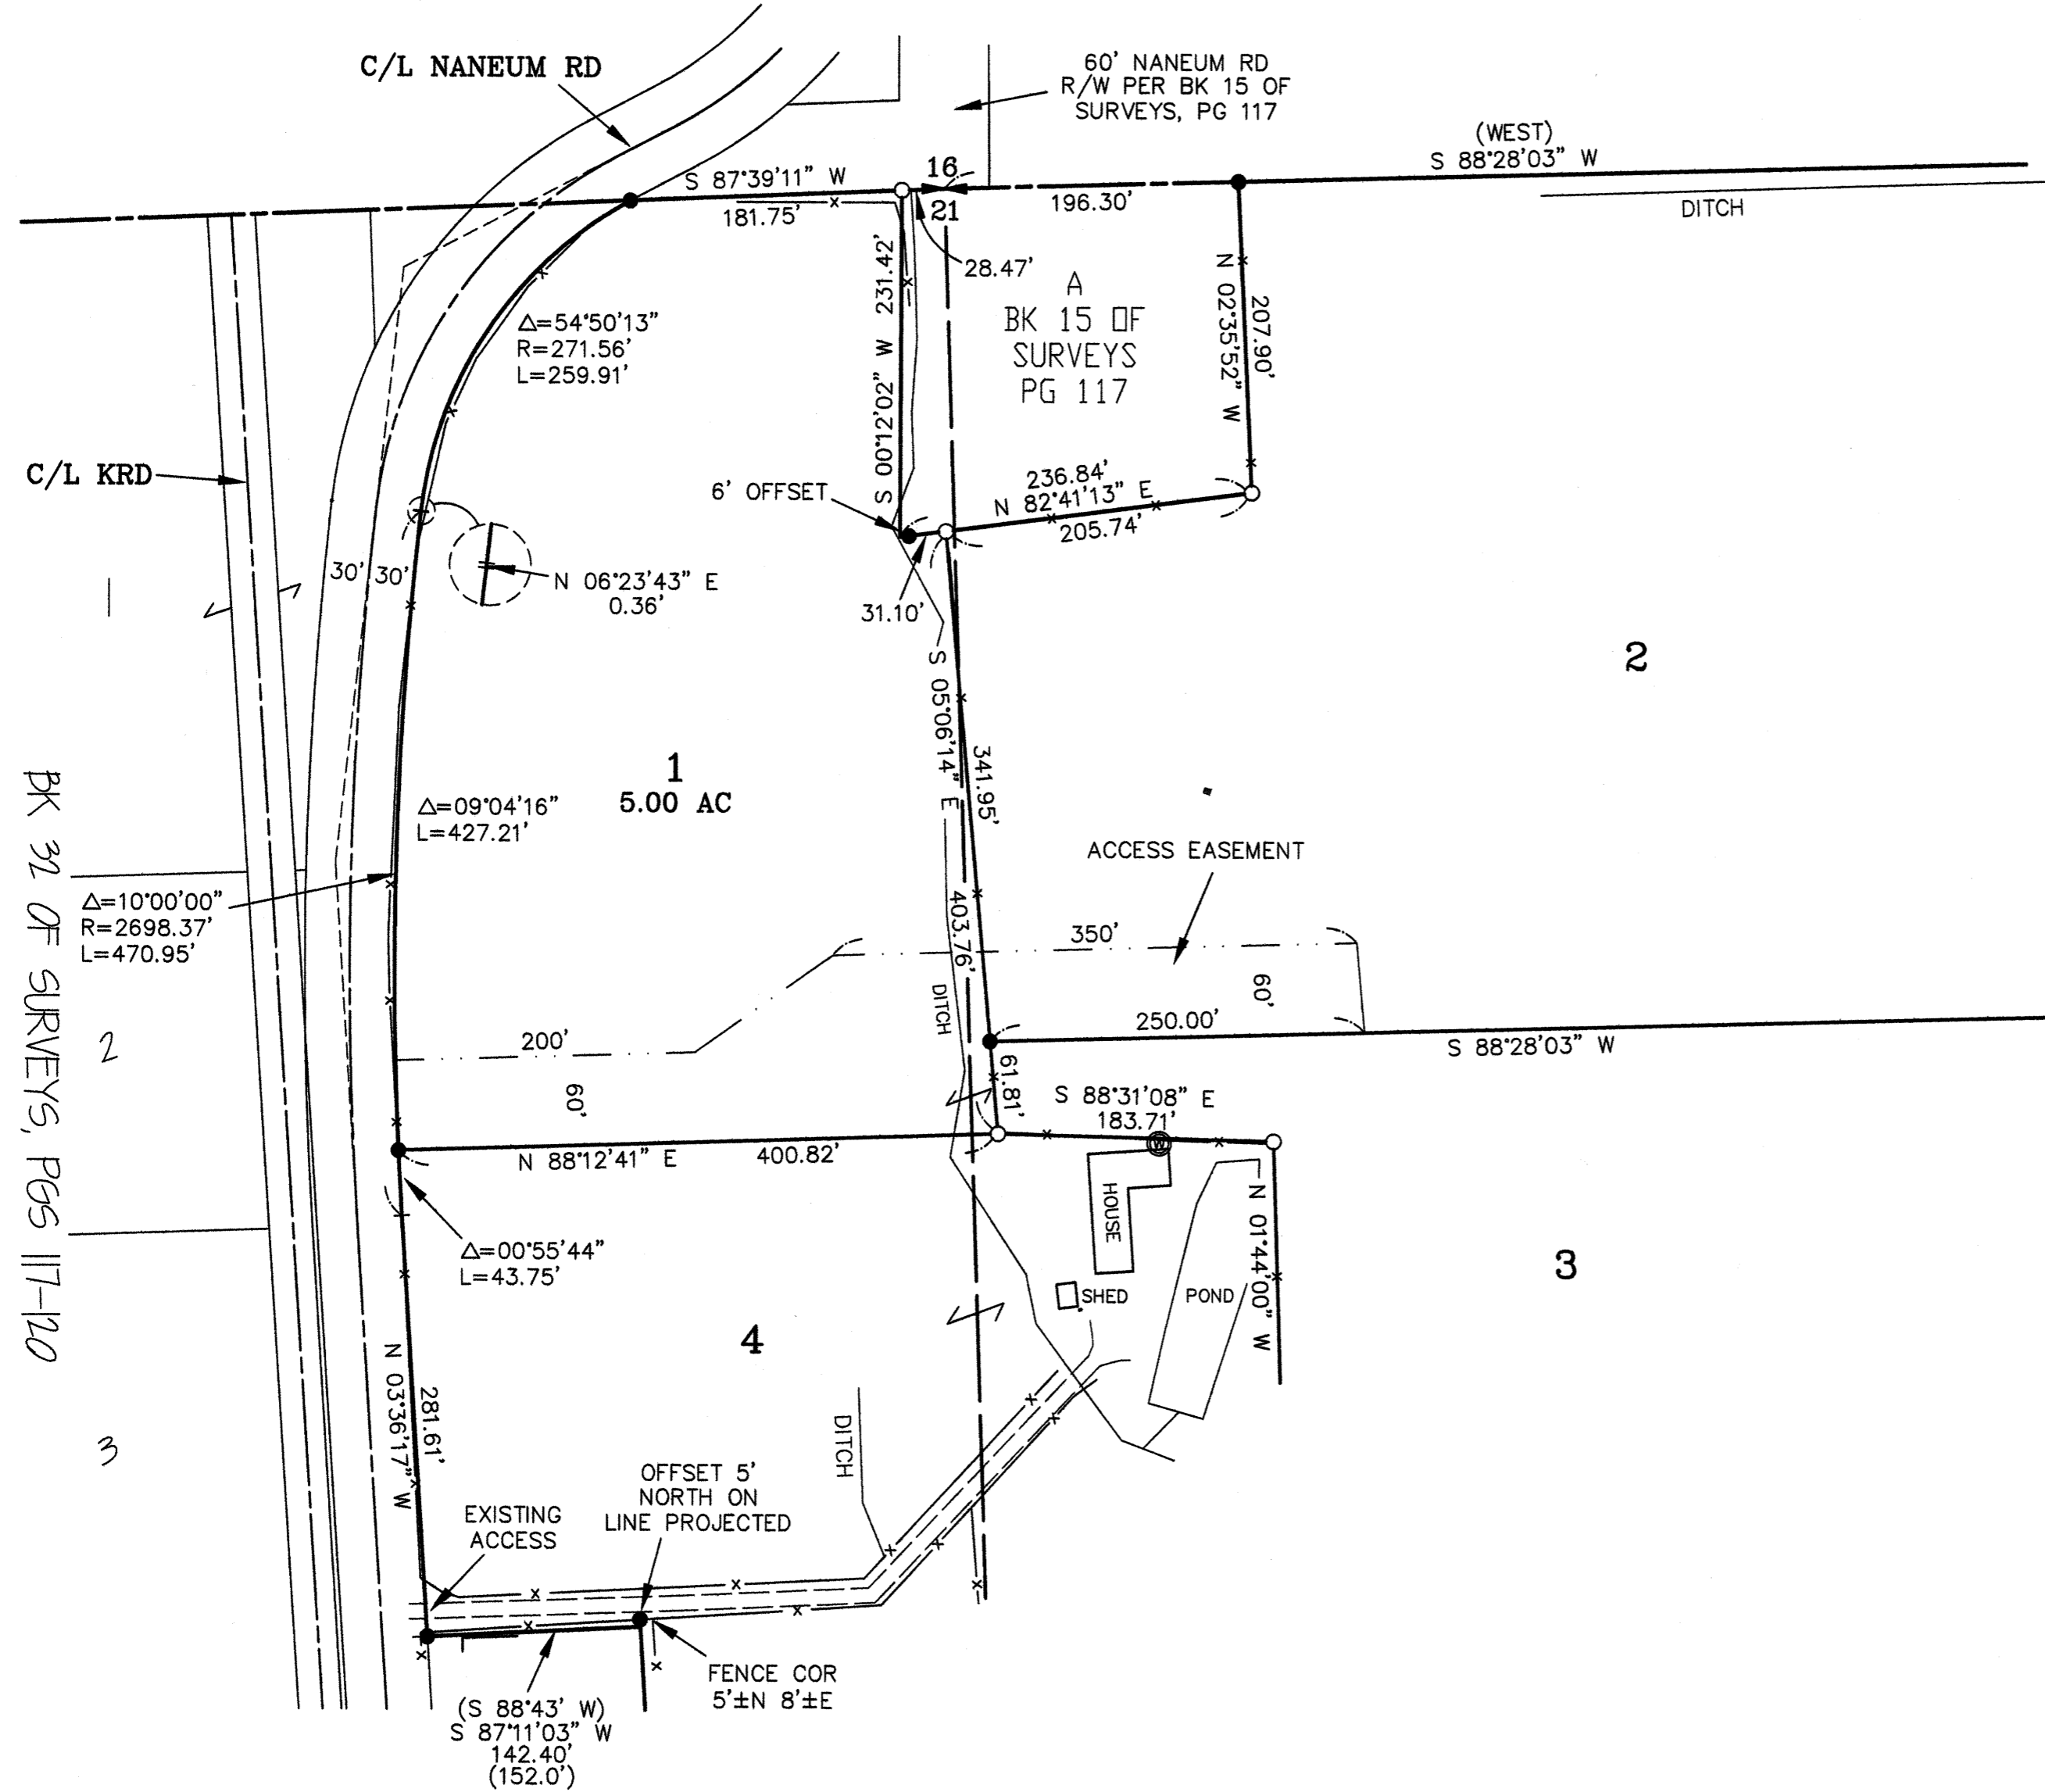 C/L NANEUM RD
60' NANEUM RD
R/W PER BK 15 OF
SURVEYS, PG 117
(WEST)
S 88°28'03" W
S 87°39'11" W
181.75'
16
21
196.30'
DITCH
28.47'
S 00°12'02" W 231.42'
A
BK 15 OF
SURVEYS
PG 117
N 02°35'52" W
207.90'
Δ=54°50'13"
R=271.56'
L=259.91'
C/L KRD
6' OFFSET
236.84'
N 82°41'13" E
205.74'
30' 30'
N 06°23'43" E
0.36'
31.10'
1
2
S 05°06'14" E
403.76'
341.95'
1
5.00 AC
Δ=09°04'16"
L=427.21'
ACCESS EASEMENT
Δ=10°00'00"
R=2698.37'
L=470.95'
350'
60'
DITCH
250.00'
S 88°28'03" W
200'
60'
61.81'
S 88°31'08" E
183.71'
W
N 88°12'41" E 400.82'
BK 32 OF SURVEYS, PGS 117-120
2
HOUSE
N 01°44'00" W
Δ=00°55'44"
L=43.75'
SHED
POND
3
4
N 03°36'17" W
281.61'
DITCH
3
OFFSET 5'
NORTH ON
LINE PROJECTED
EXISTING
ACCESS
FENCE COR
5'±N 8'±E
(S 88°43' W)
S 87°11'03" W
142.40'
(152.0')